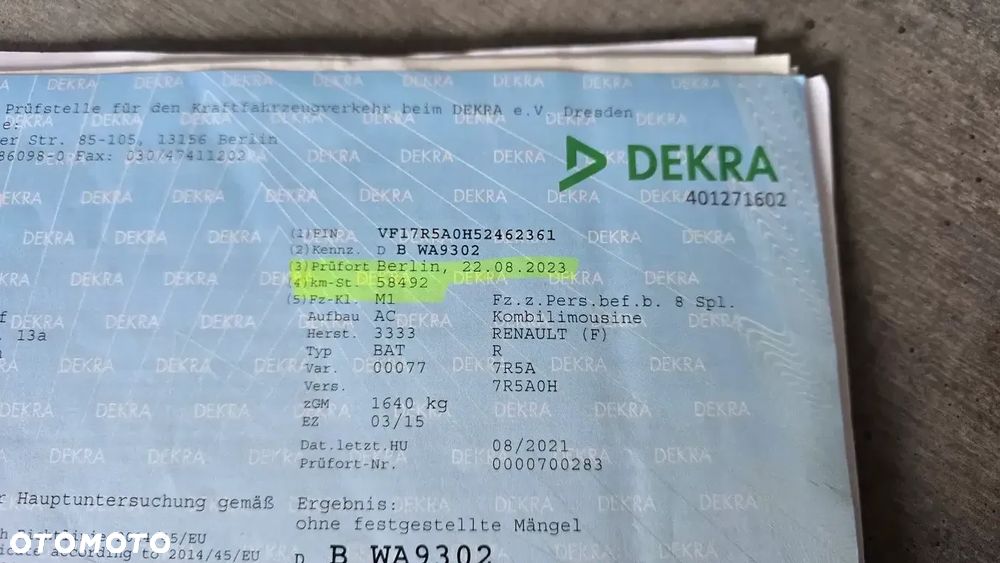 Prüfstelle für den Kraftfahrzeugverkehr beim DEKRA e.V. Dresden
e:
er Str. 85-105, 13156 Berlin
86098-0 Fax: 030/47411202
DEKRA
401271602
(1) FIN VF17R5A0H52462361
(2) Kennz. D B WA9302
(3) Prüfort Berlin, 22.08.2023
(4) km-St. 58492
(5) Fz-Kl. M1 Fz.z.Pers.bef.b. 8 Spl.
Aufbau AC Kombilimousine
f
Herst. 3333 RENAULT (F)
. 13a
Typ BAT R
Var. 00077 7R5A
Vers. 7R5A0H
zGM 1640 kg
EZ 03/15
Dat.letzt.HU 08/2021
Prüfort-Nr. 0000700283
r Hauptuntersuchung gemäß Ergebnis:
ohne festgestellte Mängel
/EU
icate according to 2014/45/EU
D B WA9302
OTOMOTO